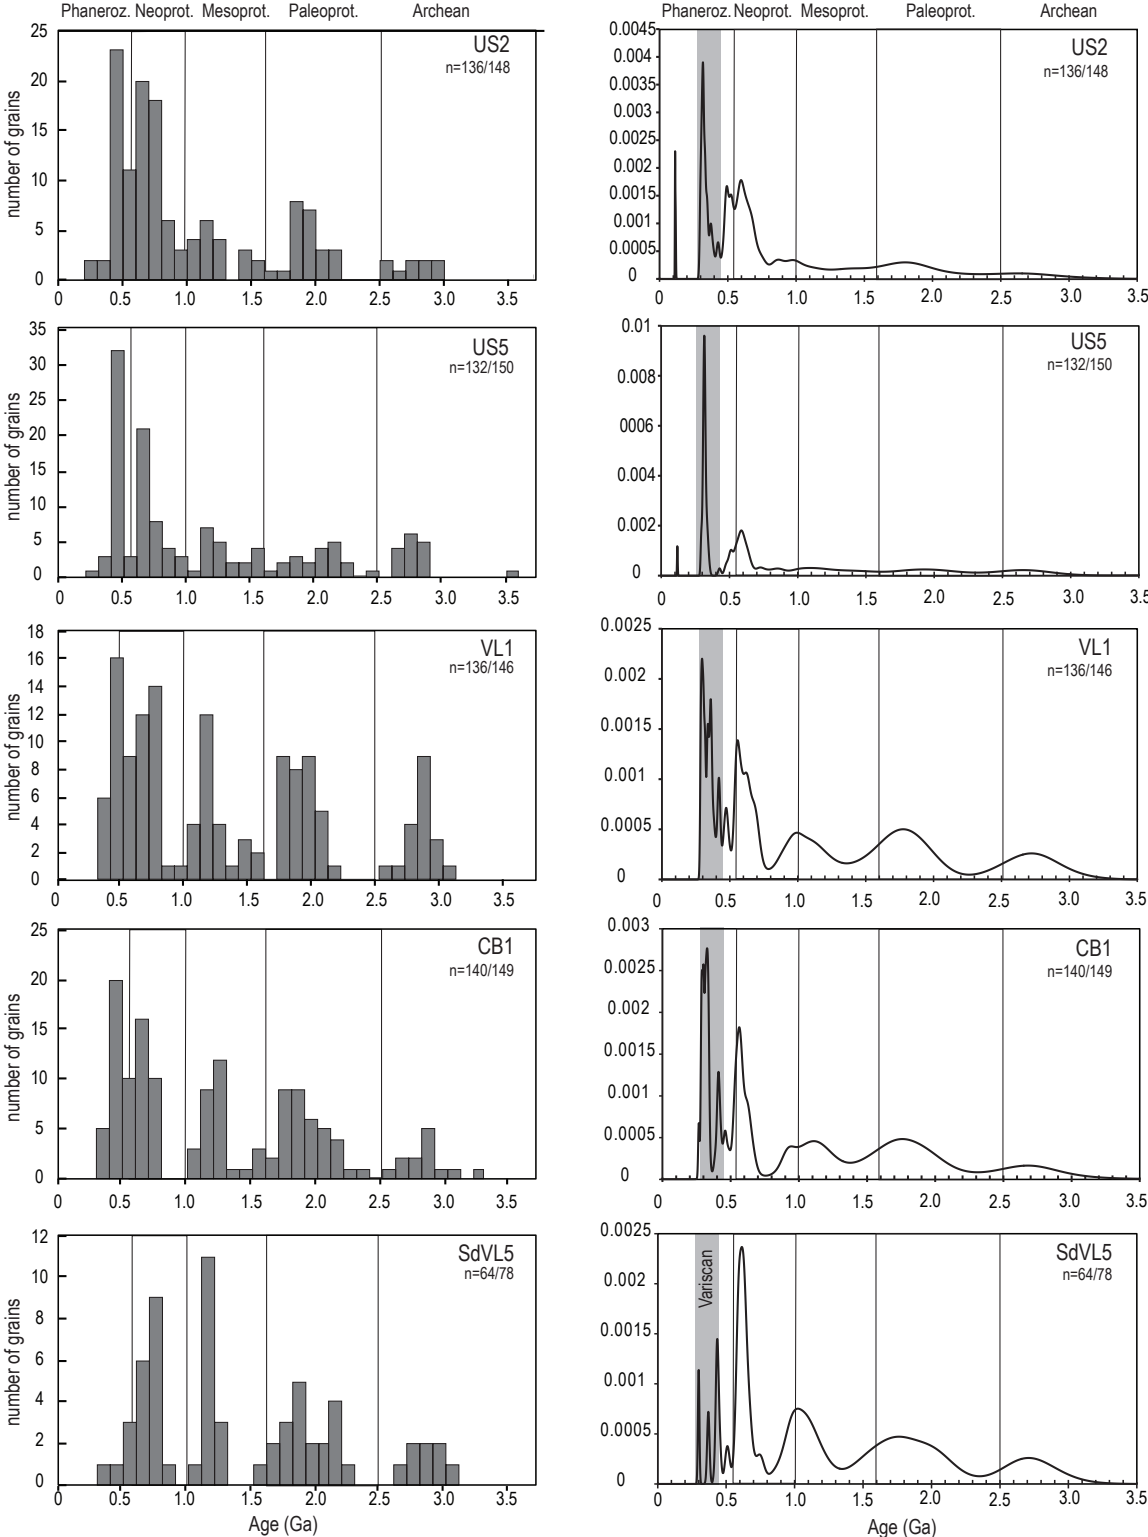 Phaneroz. Neoprot. Mesoprot. Paleoprot. Archean
25
20
15
10
5
0
number of grains
US2
n=136/148
0 0.5 1.0 1.5 2.0 2.5 3.0 3.5
35
30
25
20
15
10
5
0
number of grains
US5
n=132/150
0 0.5 1.0 1.5 2.0 2.5 3.0 3.5
18
16
14
12
10
8
6
4
2
0
number of grains
VL1
n=136/146
0 0.5 1.0 1.5 2.0 2.5 3.0 3.5
25
20
15
10
5
0
number of grains
CB1
n=140/149
0 0.5 1.0 1.5 2.0 2.5 3.0 3.5
12
10
8
6
4
2
0
number of grains
SdVL5
n=64/78
0 0.5 1.0 1.5 2.0 2.5 3.0 3.5
Age (Ga)
Phaneroz. Neoprot. Mesoprot. Paleoprot. Archean
0.0045
0.004
0.0035
0.003
0.0025
0.002
0.0015
0.001
0.0005
0
US2
n=136/148
0 0.5 1.0 1.5 2.0 2.5 3.0 3.5
0.01
0.008
0006
0.004
0.002
0
US5
n=132/150
0 0.5 1.0 1.5 2.0 2.5 3.0 3.5
0.0025
0.002
0.0015
0.001
0.0005
0
VL1
n=136/146
0 0.5 1.0 1.5 2.0 2.5 3.0 3.5
0.003
0.0025
0.002
0.0015
0.001
0.0005
0
CB1
n=140/149
0 0.5 1.0 1.5 2.0 2.5 3.0 3.5
0.0025
0.002
0.0015
0.001
0.0005
0
Variscan
SdVL5
n=64/78
0 0.5 1.0 1.5 2.0 2.5 3.0 3.5
Age (Ga)